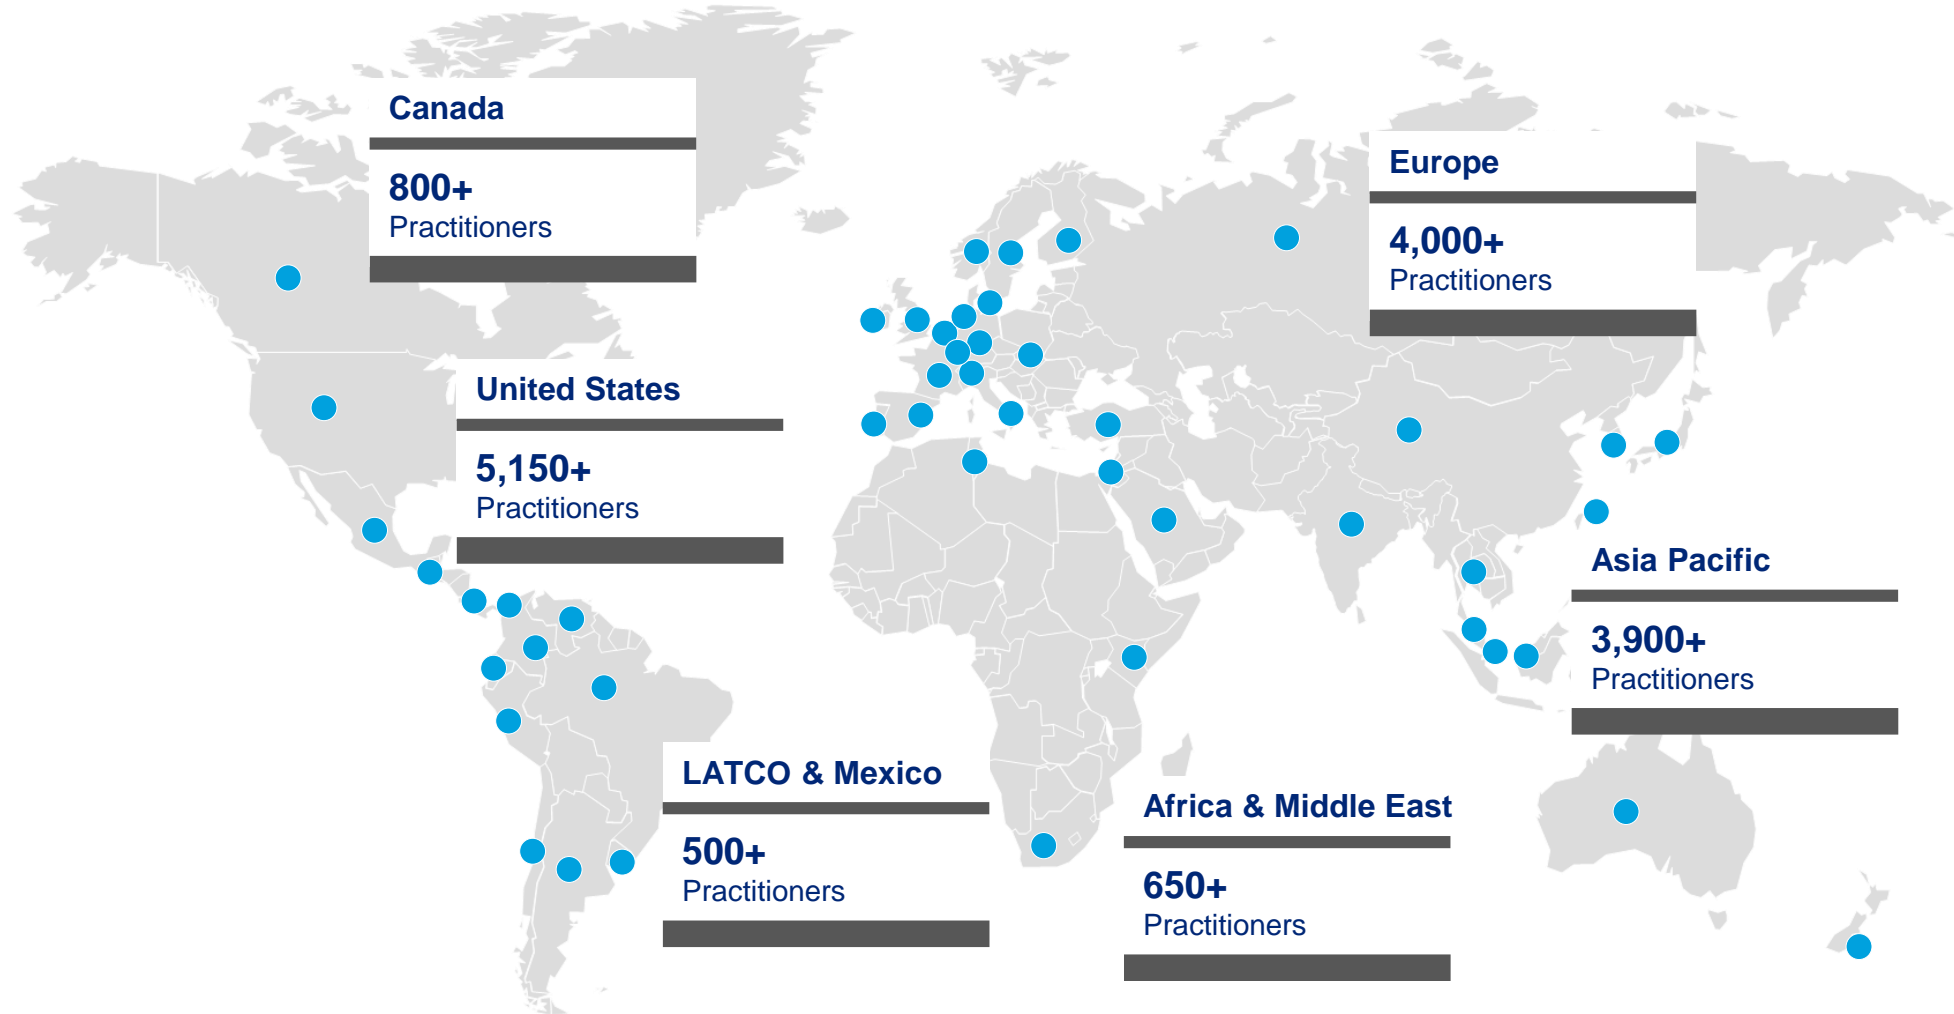 Canada
800+
Practitioners
Europe
4,000+
Practitioners
United States
5,150+
Practitioners
Asia Pacific
3,900+
Practitioners
LATCO & Mexico
500+
Practitioners
Africa & Middle East
650+
Practitioners